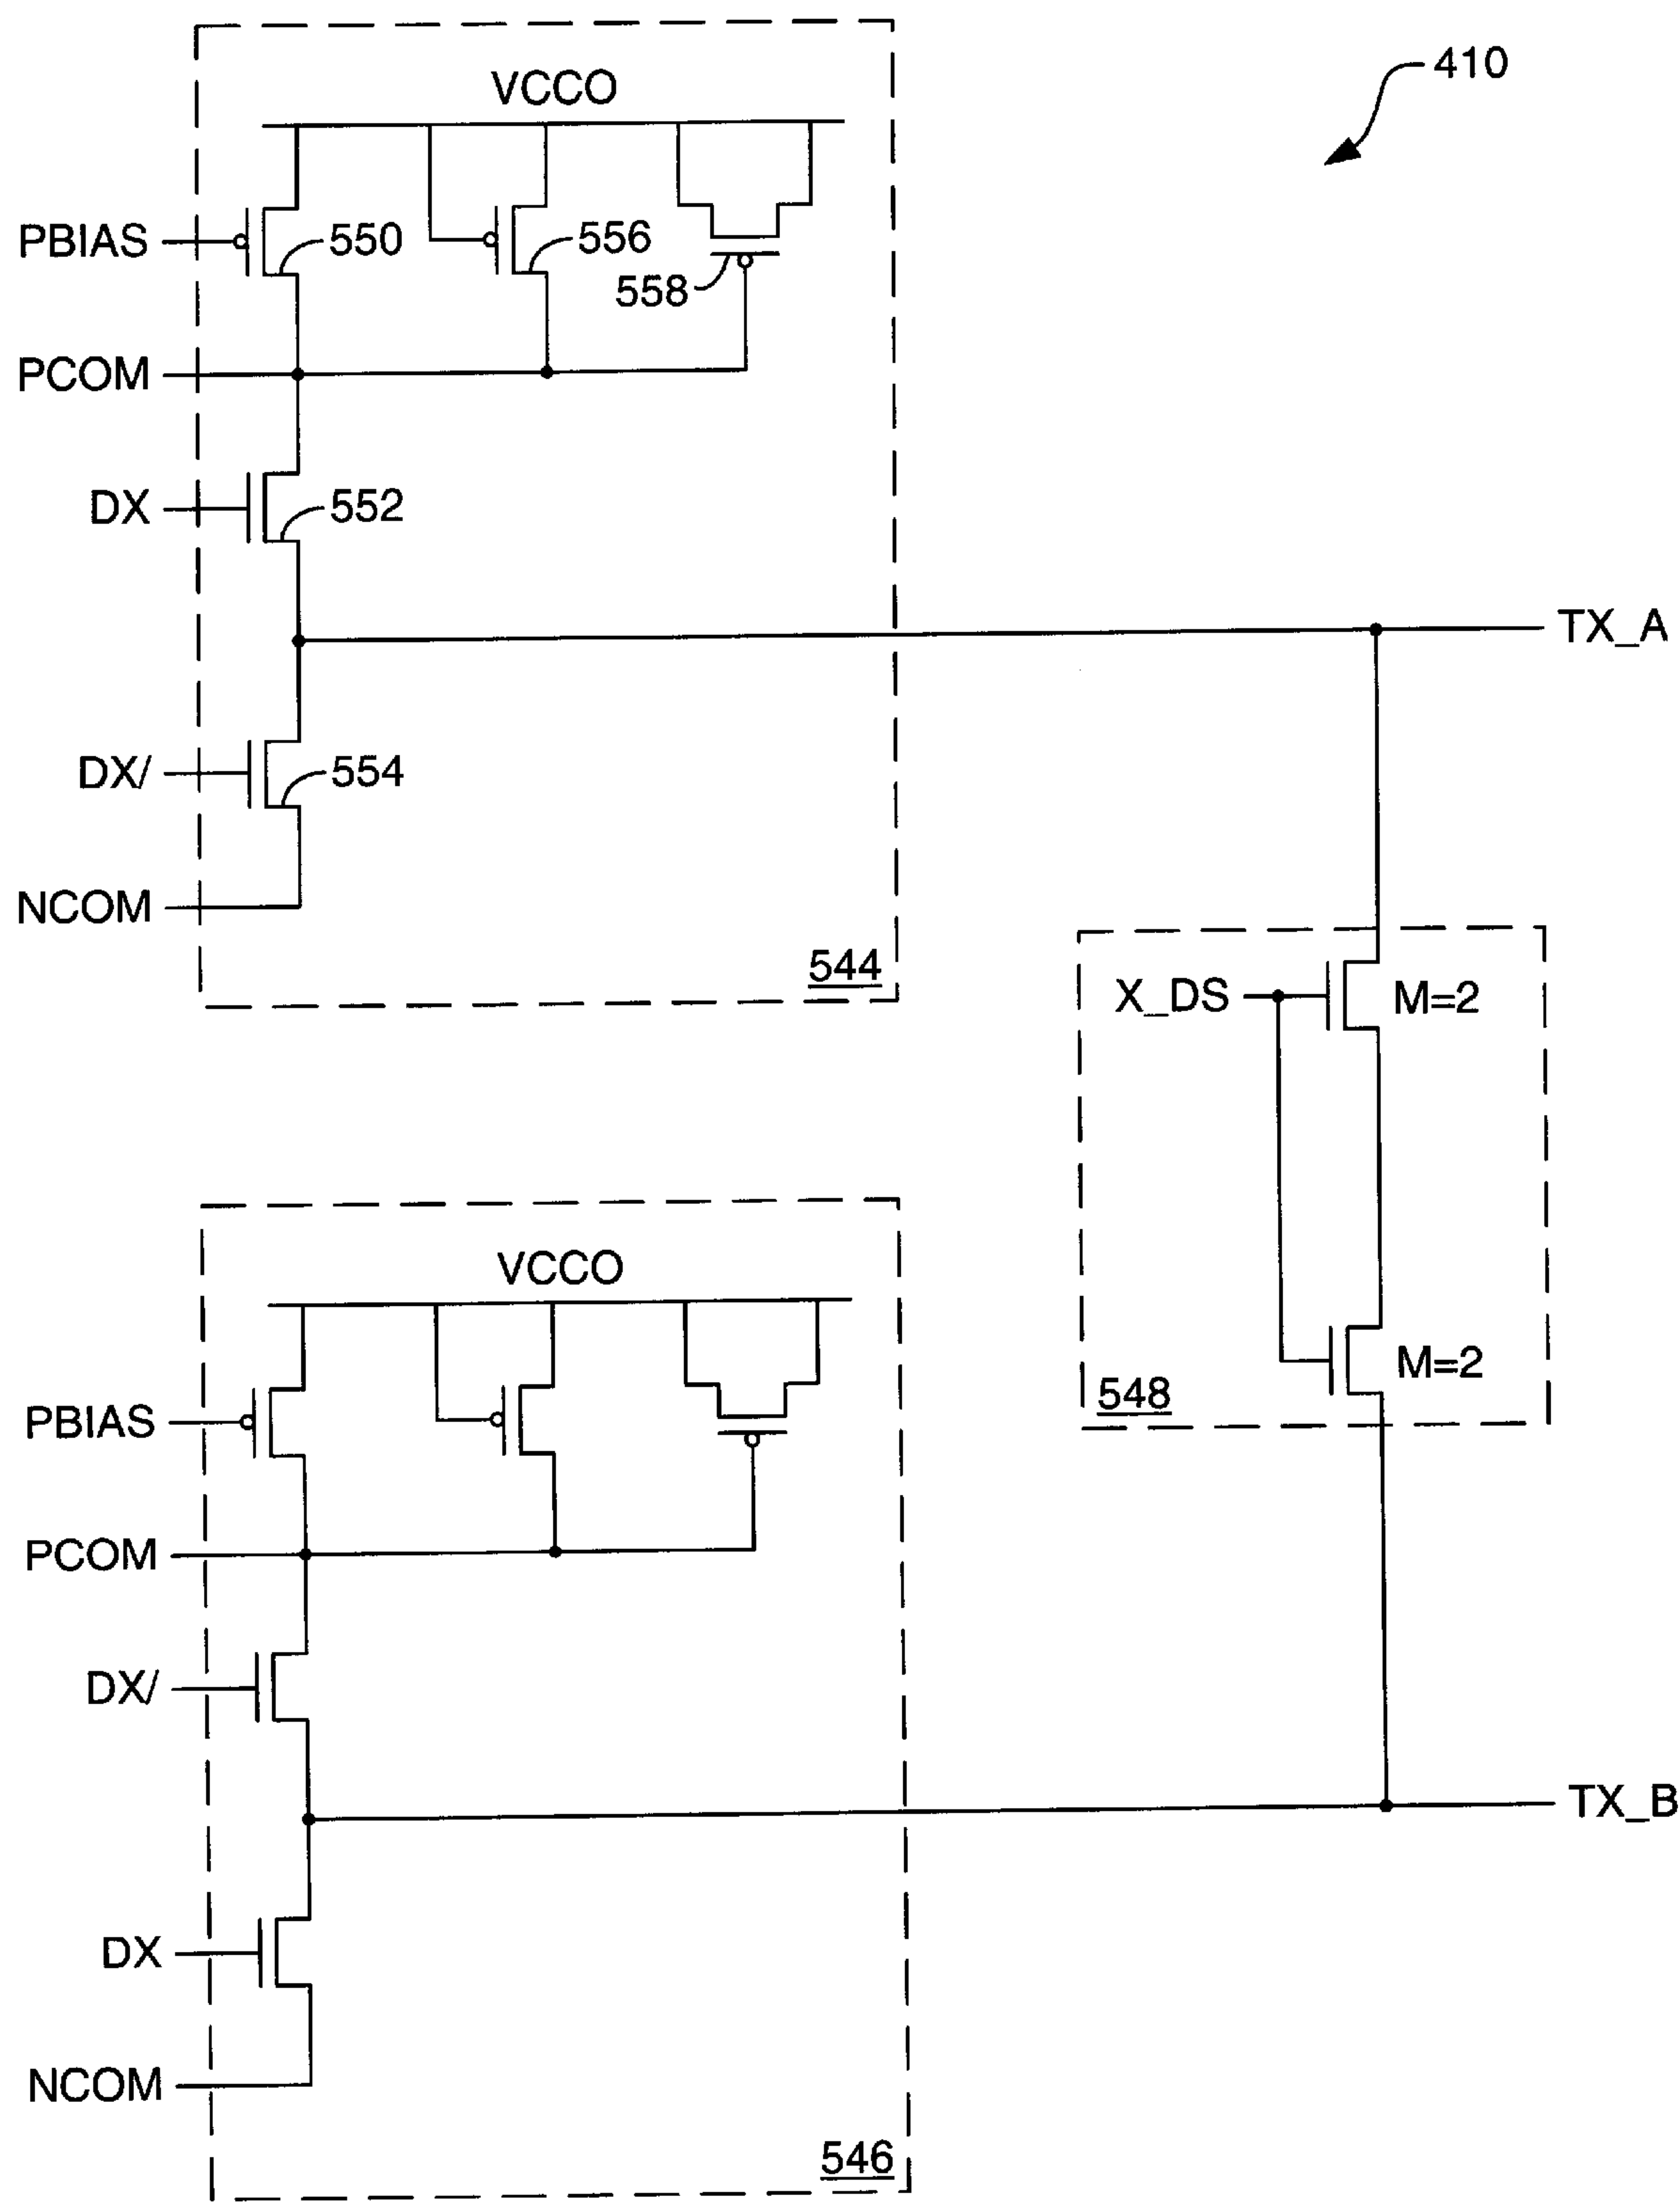 410
VCCO
PBIAS
550
556
558
PCOM
DX
552
TX_A
DX/
554
NCOM
544
X_DS
M=2
M=2
548
VCCO
PBIAS
PCOM
DX/
TX_B
DX
NCOM
546